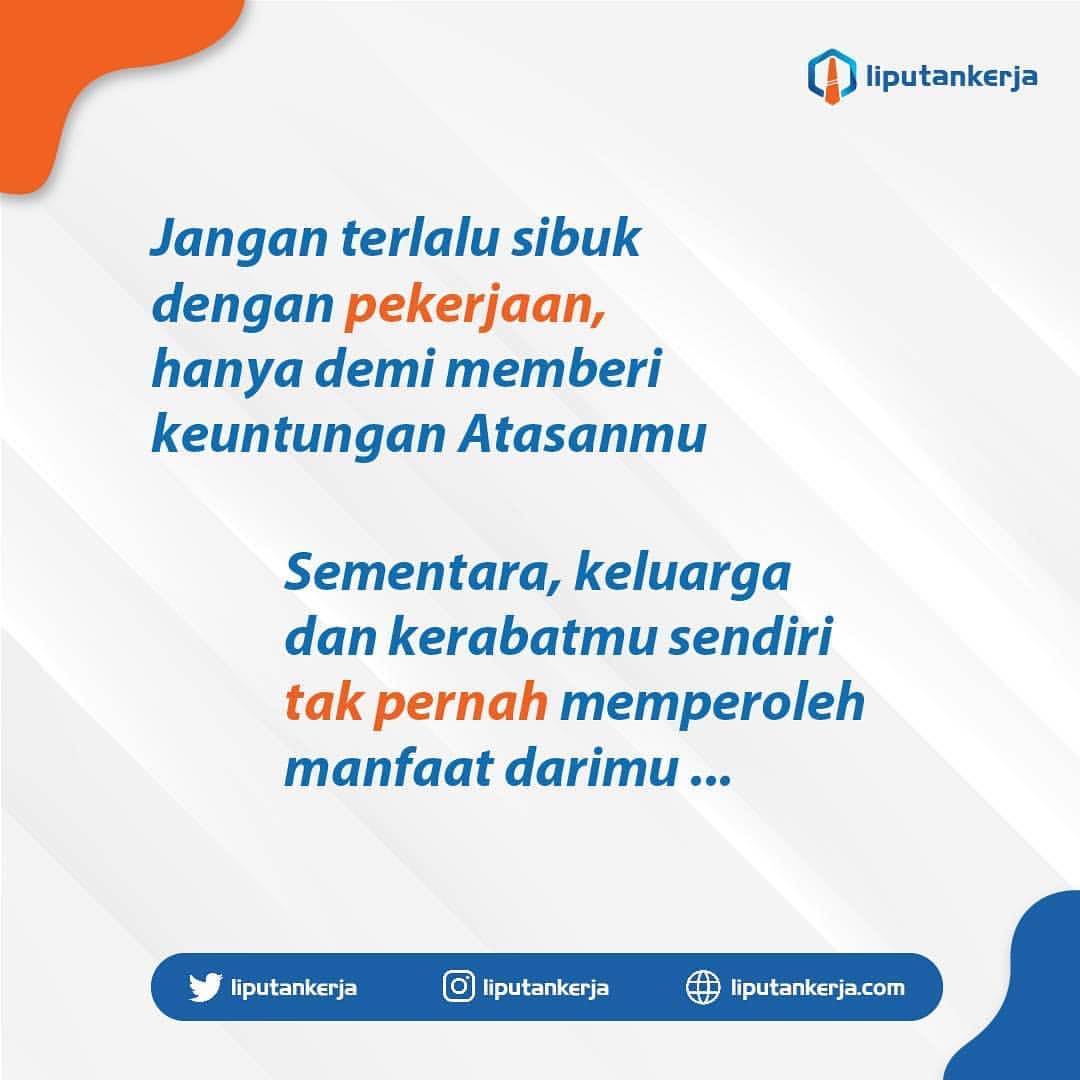 liputankerja
Jangan terlalu sibuk
dengan pekerjaan,
hanya demi memberi
keuntungan Atasanmu
Sementara, keluarga
dan kerabatmu sendiri
tak pernah memperoleh
manfaat darimu ...
liputankerja liputankerja liputankerja.com